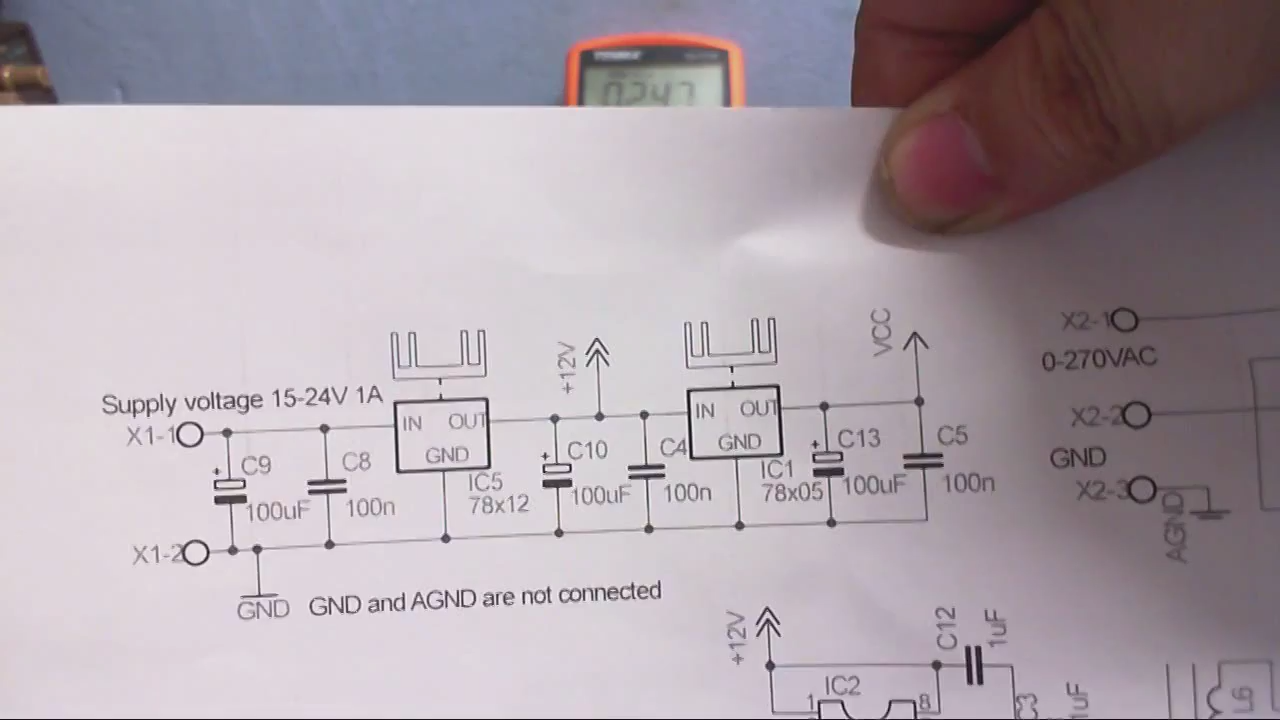 0247
Supply voltage 15-24V 1A
X1-1
X1-2
C9
100uF
C8
100n
IN OUT
GND
IC5
78x12
+12V
C10
100uF
C4
100n
IN OUT
GND
IC1
78x05
C13
100uF
VCC
C5
100n
GND
GND and AGND are not connected
X2-1
0-270VAC
X2-2
GND
X2-3
AGND
+12V
IC2
1
8
C12
1uF
C3
1uF
L6